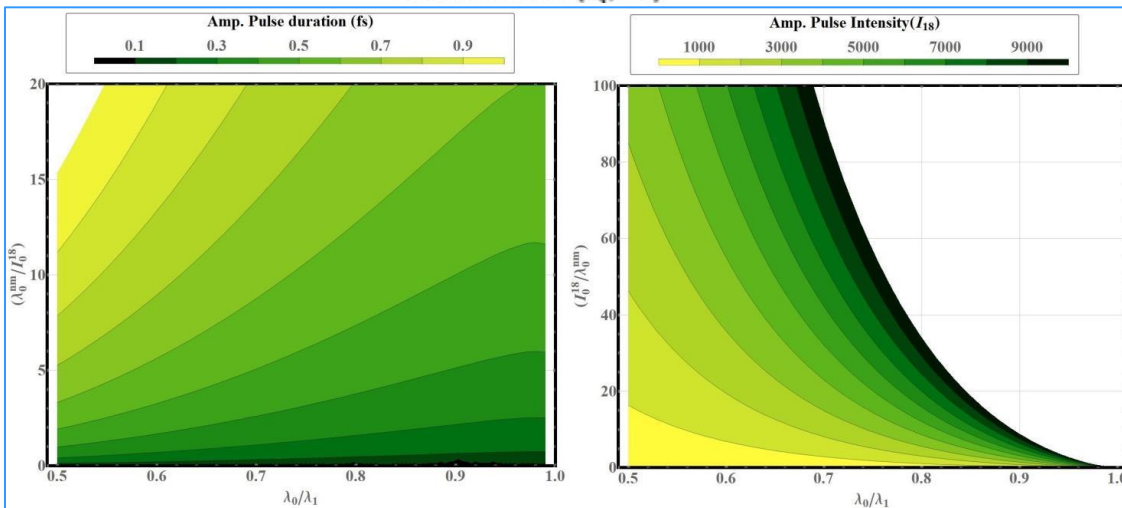 Amp. Pulse duration (fs)
0.1 0.3 0.5 0.7 0.9
20
15
10
5
0
(λ₀ⁿᵐ/I₀¹⁸)
0.5 0.6 0.7 0.8 0.9 1.0
λ₀/λ₁
Amp. Pulse Intensity(I₁₈)
1000 3000 5000 7000 9000
100
80
60
40
20
0
(I₀¹⁸/λ₀ⁿᵐ)
0.5 0.6 0.7 0.8 0.9 1.0
λ₀/λ₁